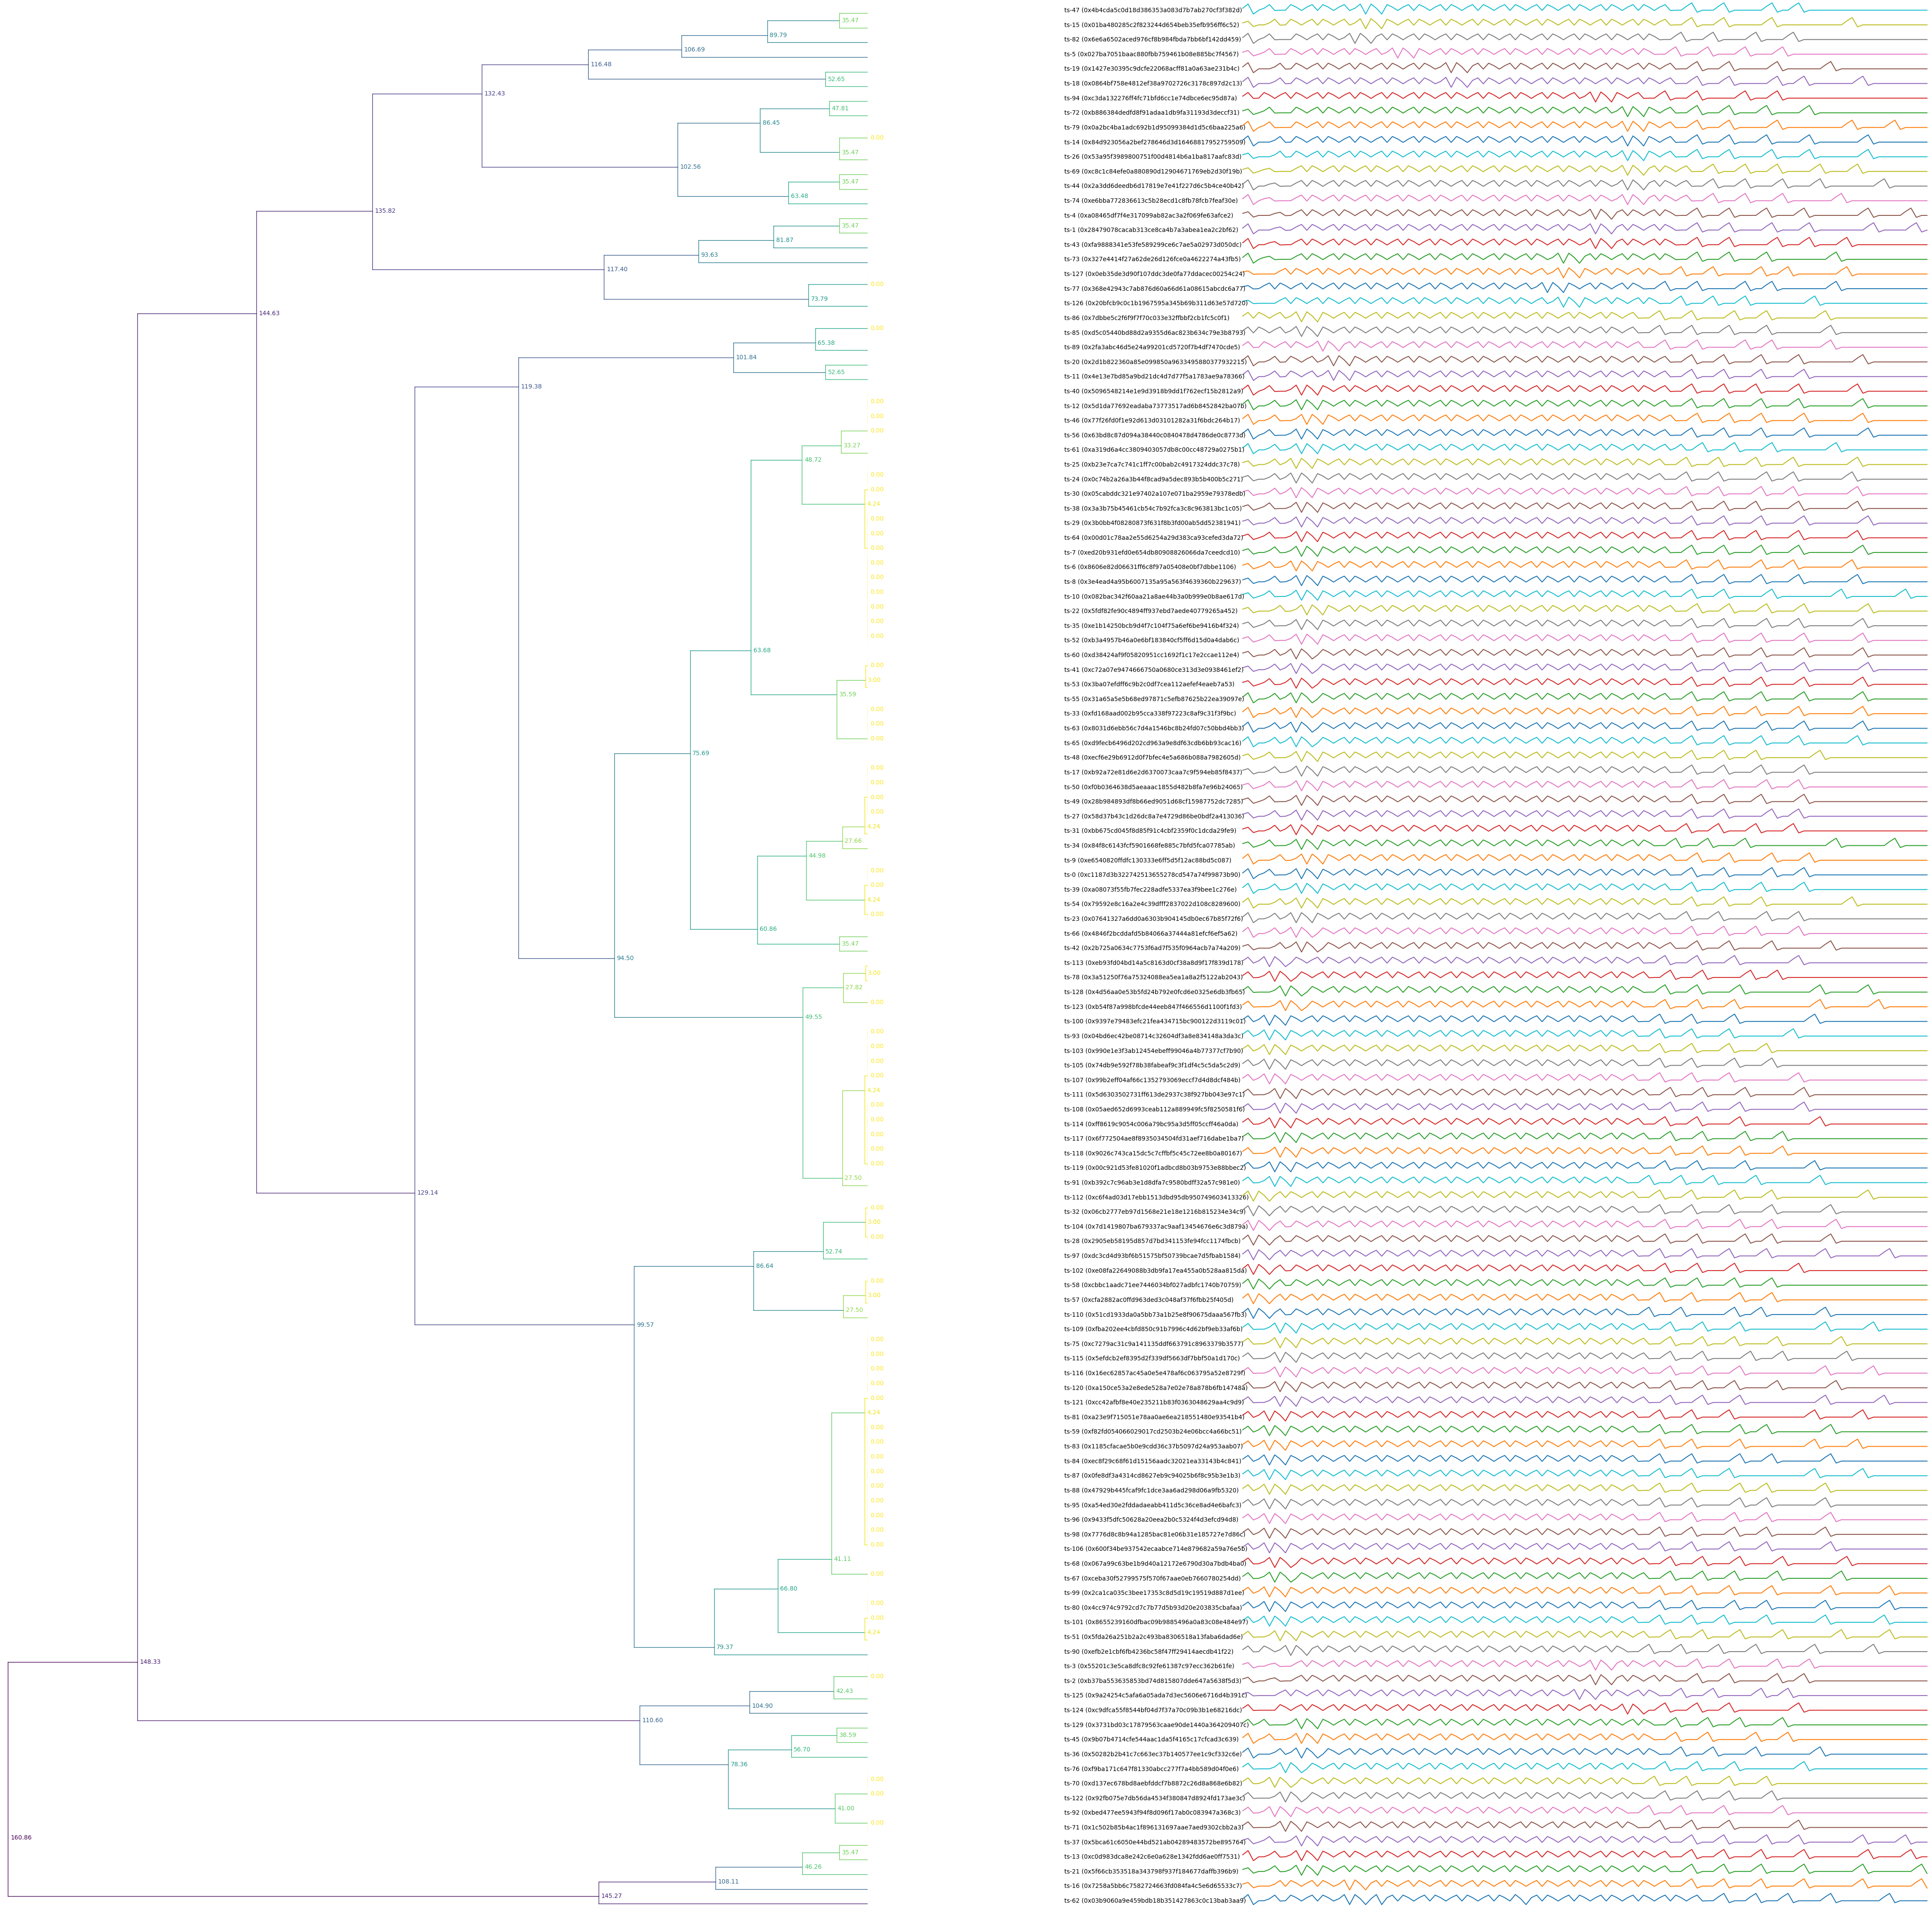 35.47
89.79
106.69
116.48
52.65
132.43
47.81
86.45
0.00
35.47
102.56
35.47
63.48
135.82
35.47
81.87
93.63
117.40
0.00
73.79
144.63
0.00
65.38
101.84
52.65
119.38
0.00
0.00
0.00
33.27
48.72
0.00
0.00
4.24
0.00
0.00
0.00
0.00
0.00
0.00
0.00
0.00
0.00
63.68
0.00
3.00
35.59
0.00
0.00
0.00
75.69
0.00
0.00
0.00
0.00
4.24
27.66
44.98
0.00
0.00
4.24
0.00
60.86
35.47
94.50
3.00
27.82
0.00
49.55
0.00
0.00
0.00
0.00
4.24
0.00
0.00
0.00
0.00
0.00
27.50
129.14
0.00
3.00
0.00
52.74
86.64
0.00
3.00
27.50
99.57
0.00
0.00
0.00
0.00
0.00
4.24
0.00
0.00
0.00
0.00
0.00
0.00
0.00
0.00
0.00
41.11
0.00
66.80
0.00
0.00
4.24
79.37
148.33
0.00
42.43
104.90
110.60
38.59
56.70
78.36
0.00
0.00
41.00
0.00
160.86
35.47
46.26
108.11
145.27
ts-47 (0x4b4cda5c0d18d386353a083d7b7ab270cf3f382d)
ts-15 (0x01ba480285c2f823244d654beb35efb956ff6c52)
ts-82 (0x6e6a6502aced976cf8b984fbda7bb6bf142dd459)
ts-5 (0x027ba7051baac880fbb759461b08e885bc7f4567)
ts-19 (0x1427e30395c9dcfe22068acff81a0a63ae231b4c)
ts-18 (0x0864bf758e4812ef38a9702726c3178c897d2c13)
ts-94 (0xc3da132276ff4fc71bfd6cc1e74dbce6ec95d87a)
ts-72 (0xb886384dedfd8f91adaa1db9fa31193d3deccf31)
ts-79 (0x0a2bc4ba1adc692b1d95099384d1d5c6baa225a6)
ts-14 (0x84d923056a2bef278646d3d16468817952759509)
ts-26 (0x53a95f3989800751f00d4814b6a1ba817aafc83d)
ts-69 (0xc8c1c84efe0a880890d12904671769eb2d30f19b)
ts-44 (0x2a3dd6deedb6d17819e7e41f227d6c5b4ce40b42)
ts-74 (0xe6bba772836613c5b28ecd1c8fb78fcb7feaf30e)
ts-4 (0xa08465df7f4e317099ab82ac3a2f069fe63afce2)
ts-1 (0x28479078cacab313ce8ca4b7a3abea1ea2c2bf62)
ts-43 (0xfa9888341e53fe589299ce6c7ae5a02973d050dc)
ts-73 (0x327e4414f27a62de26d126fce0a4622274a43fb5)
ts-127 (0x0eb35de3d90f107ddc3de0fa77ddacec00254c24)
ts-77 (0x368e42943c7ab876d60a66d61a08615abcdc6a77)
ts-126 (0x20bfcb9c0c1b1967595a345b69b311d63e57d720)
ts-86 (0x7dbbe5c2f6f9f7f70c033e32ffbbf2cb1fc5c0f1)
ts-85 (0xd5c05440bd88d2a9355d6ac823b634c79e3b8793)
ts-89 (0x2fa3abc46d5e24a99201cd5720f7b4df7470cde5)
ts-20 (0x2d1b822360a85e099850a9633495880377932215)
ts-11 (0x4e13e7bd85a9bd21dc4d7d77f5a1783ae9a78366)
ts-40 (0x5096548214e1e9d3918b9dd1f762ecf15b2812a9)
ts-12 (0x5d1da77692eadaba73773517ad6b8452842ba07b)
ts-46 (0x77f26fd0f1e92d613d03101282a31f6bdc264b17)
ts-56 (0x63bd8c87d094a38440c0840478d4786de0c8773d)
ts-61 (0xa319d6a4cc3809403057db8c00cc48729a0275b1)
ts-25 (0xb23e7ca7c741c1ff7c00bab2c4917324ddc37c78)
ts-24 (0x0c74b2a26a3b44f8cad9a5dec893b5b400b5c271)
ts-30 (0x05cabddc321e97402a107e071ba2959e79378edb)
ts-38 (0x3a3b75b45461cb54c7b92fca3c8c963813bc1c05)
ts-29 (0x3b0bb4f08280873f631f8b3fd00ab5dd52381941)
ts-64 (0x00d01c78aa2e55d6254a29d383ca93cefed3da72)
ts-7 (0xed20b931efd0e654db80908826066da7ceedcd10)
ts-6 (0x8606e82d06631ff6c8f97a05408e0bf7dbbe1106)
ts-8 (0x3e4ead4a95b6007135a95a563f4639360b229637)
ts-10 (0x082bac342f60aa21a8ae44b3a0b999e0b8ae617d)
ts-22 (0x5fdf82fe90c4894ff937ebd7aede40779265a452)
ts-35 (0xe1b14250bcb9d4f7c104f75a6ef6be9416b4f324)
ts-52 (0xb3a4957b46a0e6bf183840cf5ff6d15d0a4dab6c)
ts-60 (0xd38424af9f05820951cc1692f1c17e2ccae112e4)
ts-41 (0xc72a07e9474666750a0680ce313d3e0938461ef2)
ts-53 (0x3ba07efdff6c9b2c0df7cea112aefef4eaeb7a53)
ts-55 (0x31a65a5e5b68ed97871c5efb87625b22ea39097e)
ts-33 (0xfd168aad002b95cca338f97223c8af9c31f3f9bc)
ts-63 (0x8031d6ebb56c7d4a1546bc8b24fd07c50bbd4bb3)
ts-65 (0xd9fecb6496d202cd963a9e8df63cdb6bb93cac16)
ts-48 (0xecf6e29b6912d0f7bfec4e5a686b088a7982605d)
ts-17 (0xb92a72e81d6e2d6370073caa7c9f594eb85f8437)
ts-50 (0xf0b0364638d5aeaaac1855d482b8fa7e96b24065)
ts-49 (0x28b984893df8b66ed9051d68cf15987752dc7285)
ts-27 (0x58d37b43c1d26dc8a7e4729d86be0bdf2a413036)
ts-31 (0xbb675cd045f8d85f91c4cbf2359f0c1dcda29fe9)
ts-34 (0x84f8c6143fcf5901668fe885c7bfd5fca07785ab)
ts-9 (0xe6540820ffdfc130333e6ff5d5f12ac88bd5c087)
ts-0 (0xc1187d3b322742513655278cd547a74f99873b90)
ts-39 (0xa08073f55fb7fec228adfe5337ea3f9bee1c276e)
ts-54 (0x79592e8c16a2e4c39dfff2837022d108c8289600)
ts-23 (0x07641327a6dd0a6303b904145db0ec67b85f72f6)
ts-66 (0x4846f2bcddafd5b84066a37444a81efcf6ef5a62)
ts-42 (0x2b725a0634c7753f6ad7f535f0964acb7a74a209)
ts-113 (0xeb93fd04bd14a5c8163d0cf38a8d9f17f839d178)
ts-78 (0x3a51250f76a75324088ea5ea1a8a2f5122ab2043)
ts-128 (0x4d56aa0e53b5fd24b792e0fcd6e0325e6db3fb65)
ts-123 (0xb54f87a998bfcde44eeb847f466556d1100f1fd3)
ts-100 (0x9397e79483efc21fea434715bc900122d3119c01)
ts-93 (0x04bd6ec42be08714c32604df3a8e834148a3da3c)
ts-103 (0x990e1e3f3ab12454ebeff99046a4b77377cf7b90)
ts-105 (0x74db9e592f78b38fabeaf9c3f1df4c5c5da5c2d9)
ts-107 (0x99b2eff04af66c1352793069eccf7d4d8dcf484b)
ts-111 (0x5d6303502731ff613de2937c38f927bb043e97c1)
ts-108 (0x05aed652d6993ceab112a889949fc5f8250581f6)
ts-114 (0xff8619c9054c006a79bc95a3d5ff05ccff46a0da)
ts-117 (0x6f772504ae8f8935034504fd31aef716dabe1ba7)
ts-118 (0x9026c743ca15dc5c7cffbf5c45c72ee8b0a80167)
ts-119 (0x00c921d53fe81020f1adbcd8b03b9753e88bbec2)
ts-91 (0xb392c7c96ab3e1d8dfa7c9580bdff32a57c981e0)
ts-112 (0xc6f4ad03d17ebb1513dbd95db950749603413326)
ts-32 (0x06cb2777eb97d1568e21e18e1216b815234e34c9)
ts-104 (0x7d1419807ba679337ac9aaf13454676e6c3d879a)
ts-28 (0x2905eb58195d857d7bd341153fe94fcc1174fbcb)
ts-97 (0xdc3cd4d93bf6b51575bf50739bcae7d5fbab1584)
ts-102 (0xe08fa22649088b3db9fa17ea455a0b528aa815da)
ts-58 (0xcbbc1aadc71ee7446034bf027adbfc1740b70759)
ts-57 (0xcfa2882ac0ffd963ded3c048af37f6fbb25f405d)
ts-110 (0x51cd1933da0a5bb73a1b25e8f90675daaa567fb3)
ts-109 (0xfba202ee4cbfd850c91b7996c4d62bf9eb33af6b)
ts-75 (0xc7279ac31c9a141135ddf663791c8963379b3577)
ts-115 (0x5efdcb2ef8395d2f339df5663df7bbf50a1d170c)
ts-116 (0x16ec62857ac45a0e5e478af6c063795a52e8729f)
ts-120 (0xa150ce53a2e8ede528a7e02e78a878b6fb14748a)
ts-121 (0xcc42afbf8e40e235211b83f0363048629aa4c9d9)
ts-81 (0xa23e9f715051e78aa0ae6ea218551480e93541b4)
ts-59 (0xf82fd054066029017cd2503b24e06bcc4a66bc51)
ts-83 (0x1185cfacae5b0e9cdd36c37b5097d24a953aab07)
ts-84 (0xec8f29c68f61d15156aadc32021ea33143b4c841)
ts-87 (0x0fe8df3a4314cd8627eb9c94025b6f8c95b3e1b3)
ts-88 (0x47929b445fcaf9fc1dce3aa6ad298d06a9fb5320)
ts-95 (0xa54ed30e2fddadaeabb411d5c36ce8ad4e6bafc3)
ts-96 (0x9433f5dfc50628a20eea2b0c5324f4d3efcd94d8)
ts-98 (0x7776d8c8b94a1285bac81e06b31e185727e7d86c)
ts-106 (0x600f34be937542ecaabce714e879682a59a76e5b)
ts-68 (0x067a99c63be1b9d40a12172e6790d30a7bdb4ba0)
ts-67 (0xceba30f52799575f570f67aae0eb7660780254dd)
ts-99 (0x2ca1ca035c3bee17353c8d5d19c19519d887d1ee)
ts-80 (0x4cc974c9792cd7c7b77d5b93d20e203835cbafaa)
ts-101 (0x8655239160dfbac09b9885496a0a83c08e484e97)
ts-51 (0x5fda26a251b2a2c493ba8306518a13faba6dad6e)
ts-90 (0xefb2e1cbf6fb4236bc58f47ff29414aecdb41f22)
ts-3 (0x55201c3e5ca8dfc8c92fe61387c97ecc362b61fe)
ts-2 (0xb37ba553635853bd74d815807dde647a5638f5d3)
ts-125 (0x9a24254c5afa6a05ada7d3ec5606e6716d4b391c)
ts-124 (0xc9dfca55f8544bf04d7f37a70c09b3b1e68216dc)
ts-129 (0x3731bd03c17879563caae90de1440a364209407c)
ts-45 (0x9b07b4714cfe544aac1da5f4165c17cfcad3c639)
ts-36 (0x50282b2b41c7c663ec37b140577ee1c9cf332c6e)
ts-76 (0xf9ba171c647f81330abcc277f7a4bb589d04f0e6)
ts-70 (0xd137ec678bd8aebfddcf7b8872c26d8a868e6b82)
ts-122 (0x92fb075e7db56da4534f380847d8924fd173ae3c)
ts-92 (0xbed477ee5943f94f8d096f17ab0c083947a368c3)
ts-71 (0x1c502b85b4ac1f896131697aae7aed9302cbb2a3)
ts-37 (0x5bca61c6050e44bd521ab04289483572be895764)
ts-13 (0xc0d983dca8e242c6e0a628e1342fdd6ae0ff7531)
ts-21 (0x5f66cb353518a343798f937f184677daffb396b9)
ts-16 (0x7258a5bb6c7582724663fd084fa4c5e6d65533c7)
ts-62 (0x03b9060a9e459bdb18b351427863c0c13bab3aa9)